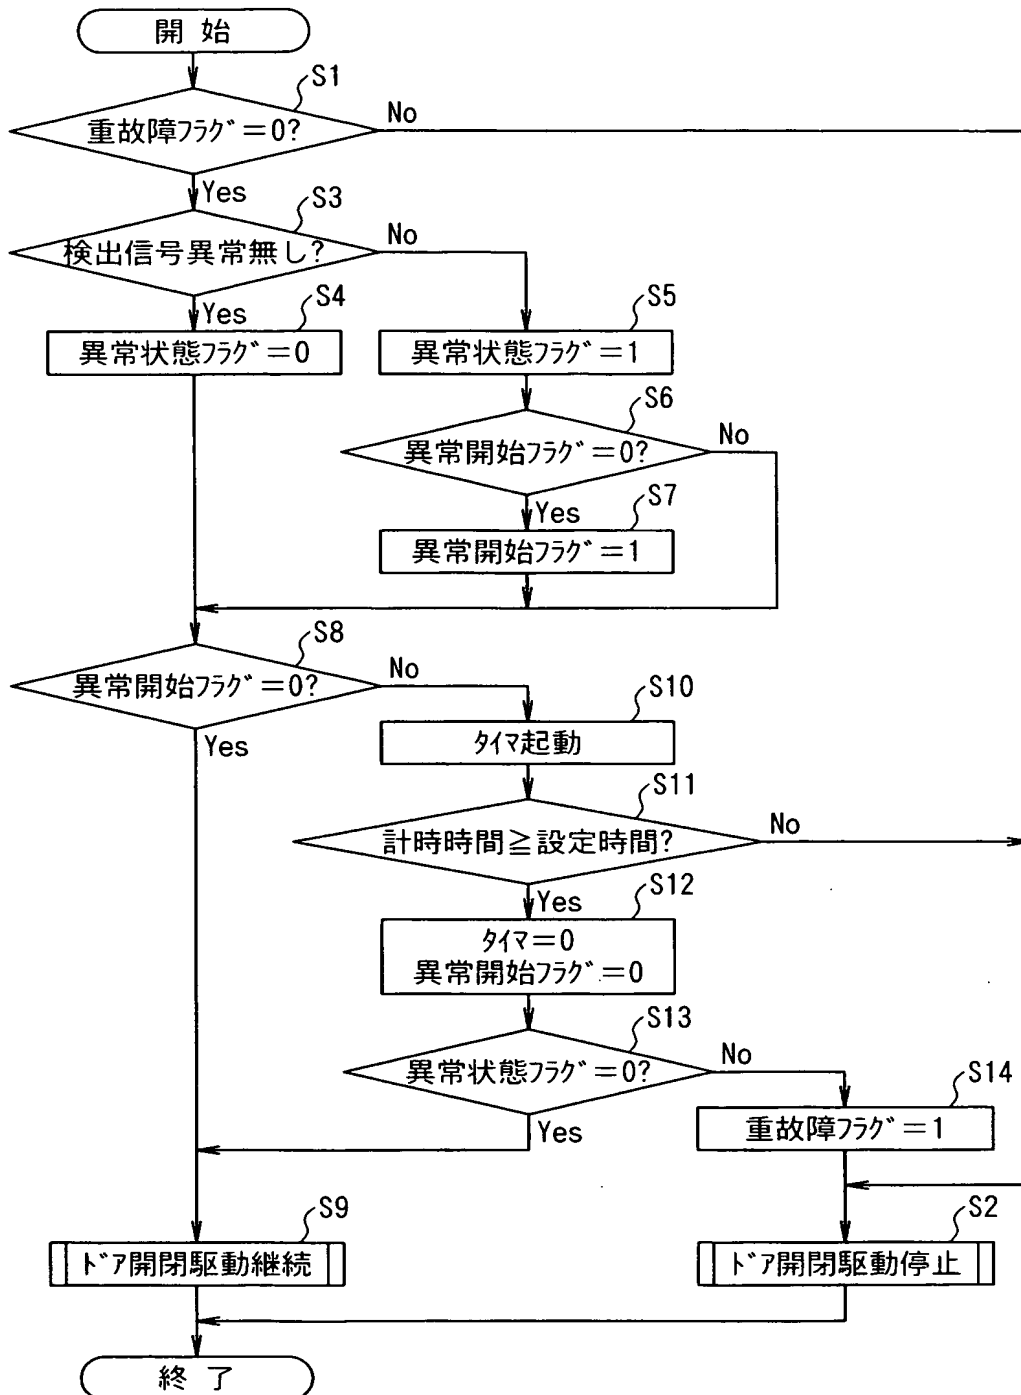 開 始
S1
重故障ﾌﾗｸﾞ=0?
No
Yes
S3
検出信号異常無し?
No
Yes
S4
異常状態ﾌﾗｸﾞ=0
S5
異常状態ﾌﾗｸﾞ=1
S6
異常開始ﾌﾗｸﾞ=0?
No
Yes
S7
異常開始ﾌﾗｸﾞ=1
S8
異常開始ﾌﾗｸﾞ=0?
No
Yes
S10
ﾀｲﾏ起動
S11
計時時間≧設定時間?
No
Yes
S12
ﾀｲﾏ=0
異常開始ﾌﾗｸﾞ=0
S13
異常状態ﾌﾗｸﾞ=0?
No
Yes
S14
重故障ﾌﾗｸﾞ=1
S9
ﾄﾞｱ開閉駆動継続
S2
ﾄﾞｱ開閉駆動停止
終 了